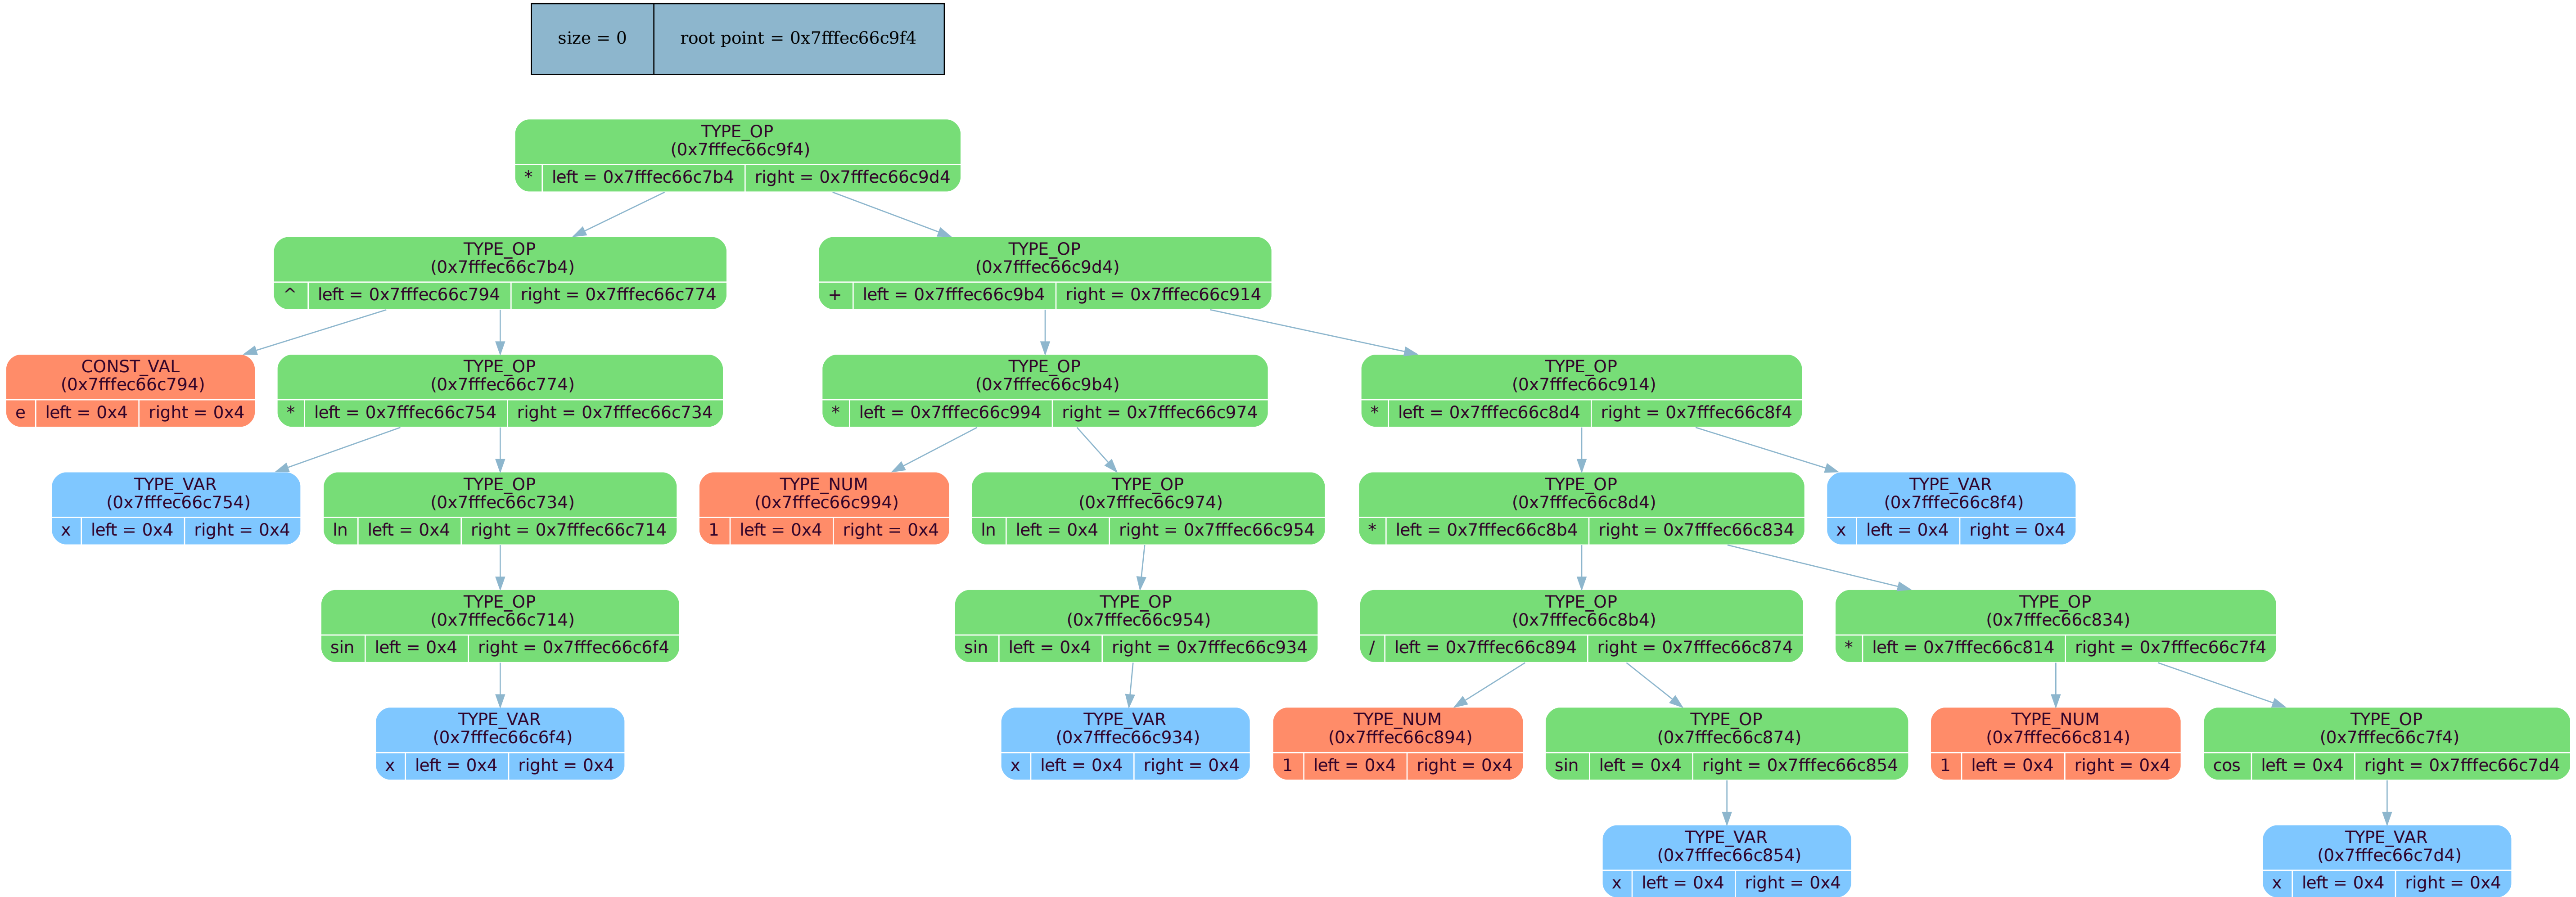 size = 0 root point = 0x7fffec66c9f4
TYPE_OP
(0x7fffec66c9f4)
* left = 0x7fffec66c7b4 right = 0x7fffec66c9d4
TYPE_OP
(0x7fffec66c7b4)
^ left = 0x7fffec66c794 right = 0x7fffec66c774
TYPE_OP
(0x7fffec66c9d4)
+ left = 0x7fffec66c9b4 right = 0x7fffec66c914
CONST_VAL
(0x7fffec66c794)
e left = 0x4 right = 0x4
TYPE_OP
(0x7fffec66c774)
* left = 0x7fffec66c754 right = 0x7fffec66c734
TYPE_OP
(0x7fffec66c9b4)
* left = 0x7fffec66c994 right = 0x7fffec66c974
TYPE_OP
(0x7fffec66c914)
* left = 0x7fffec66c8d4 right = 0x7fffec66c8f4
TYPE_VAR
(0x7fffec66c754)
x left = 0x4 right = 0x4
TYPE_OP
(0x7fffec66c734)
ln left = 0x4 right = 0x7fffec66c714
TYPE_NUM
(0x7fffec66c994)
1 left = 0x4 right = 0x4
TYPE_OP
(0x7fffec66c974)
ln left = 0x4 right = 0x7fffec66c954
TYPE_OP
(0x7fffec66c8d4)
* left = 0x7fffec66c8b4 right = 0x7fffec66c834
TYPE_VAR
(0x7fffec66c8f4)
x left = 0x4 right = 0x4
TYPE_OP
(0x7fffec66c714)
sin left = 0x4 right = 0x7fffec66c6f4
TYPE_OP
(0x7fffec66c954)
sin left = 0x4 right = 0x7fffec66c934
TYPE_OP
(0x7fffec66c8b4)
/ left = 0x7fffec66c894 right = 0x7fffec66c874
TYPE_OP
(0x7fffec66c834)
* left = 0x7fffec66c814 right = 0x7fffec66c7f4
TYPE_VAR
(0x7fffec66c6f4)
x left = 0x4 right = 0x4
TYPE_VAR
(0x7fffec66c934)
x left = 0x4 right = 0x4
TYPE_NUM
(0x7fffec66c894)
1 left = 0x4 right = 0x4
TYPE_OP
(0x7fffec66c874)
sin left = 0x4 right = 0x7fffec66c854
TYPE_NUM
(0x7fffec66c814)
1 left = 0x4 right = 0x4
TYPE_OP
(0x7fffec66c7f4)
cos left = 0x4 right = 0x7fffec66c7d4
TYPE_VAR
(0x7fffec66c854)
x left = 0x4 right = 0x4
TYPE_VAR
(0x7fffec66c7d4)
x left = 0x4 right = 0x4